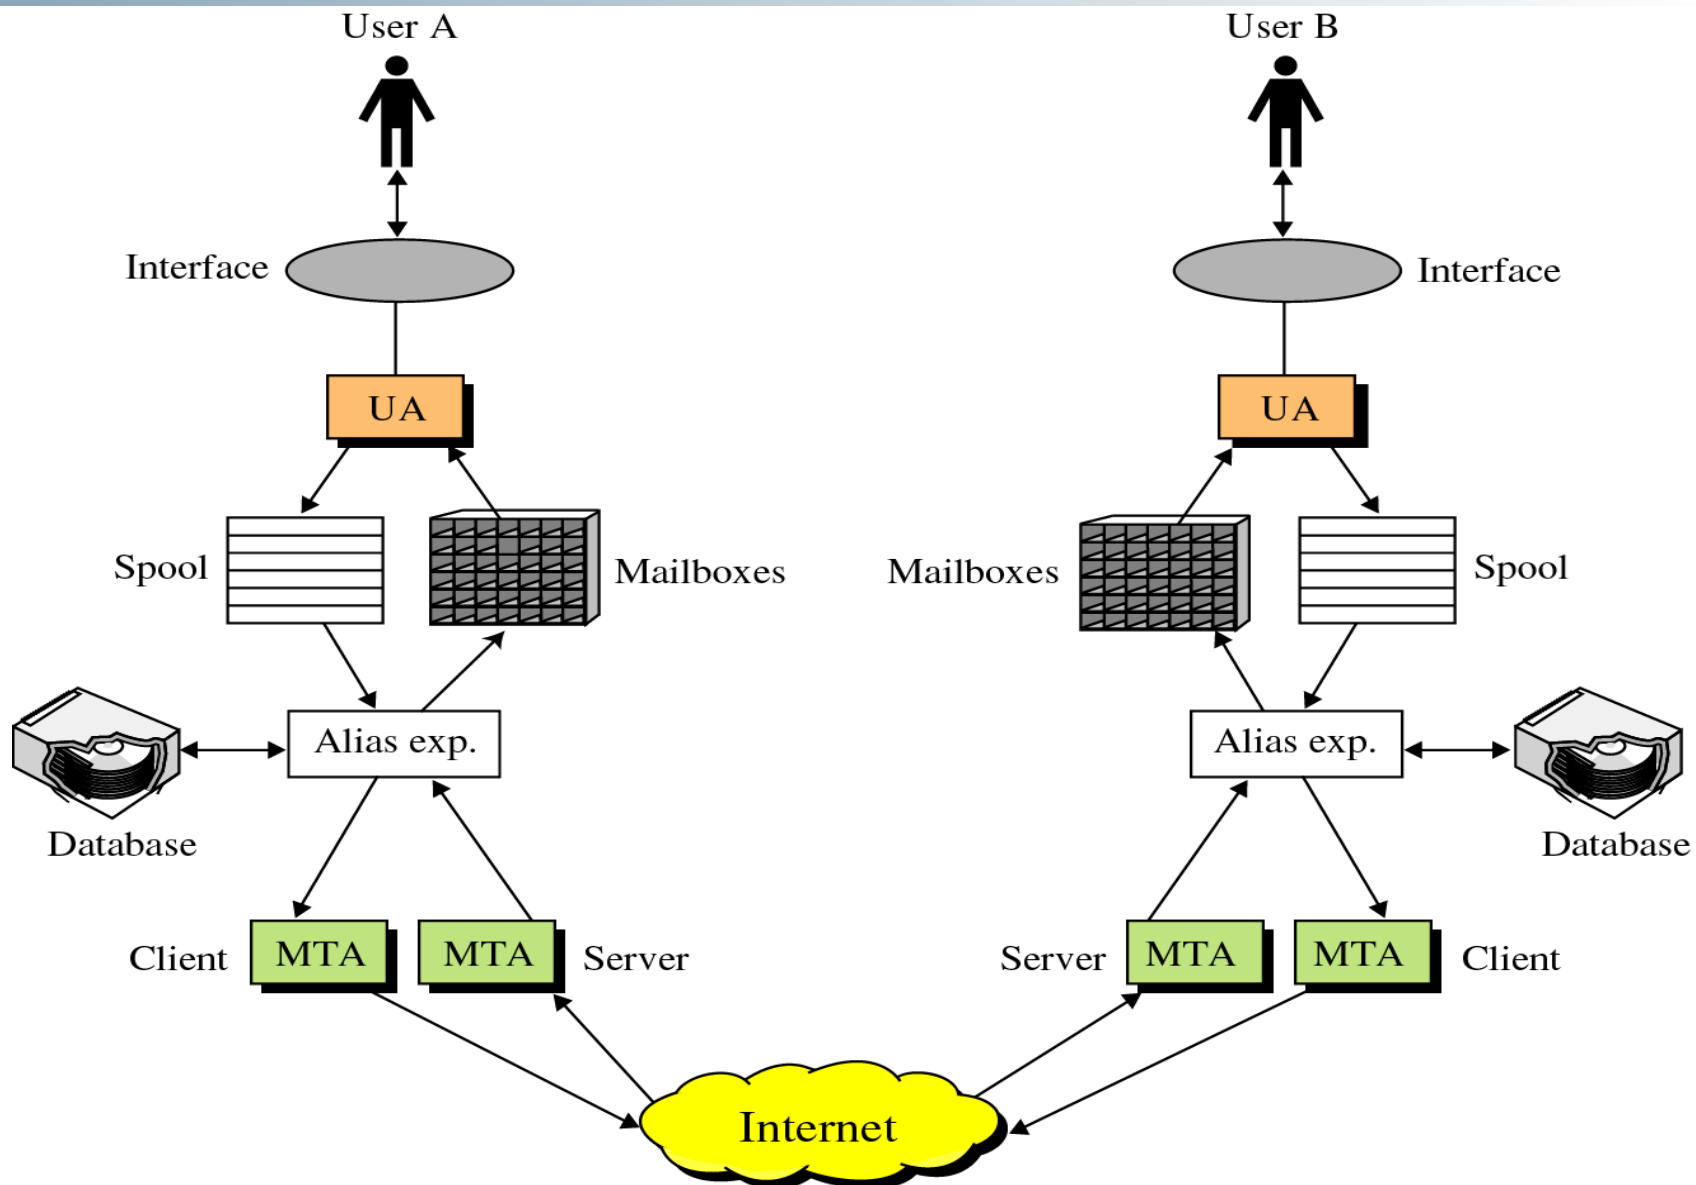 User A
User B
Interface
Interface
UA
UA
Spool
Mailboxes
Mailboxes
Spool
Alias exp.
Alias exp.
Database
Database
Client
MTA
MTA
Server
Server
MTA
MTA
Client
Internet